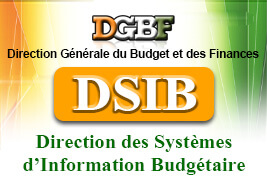 DGBF
Direction Générale du Budget et des Finances
DSIB
Direction des Systèmes
d'Information Budgétaire